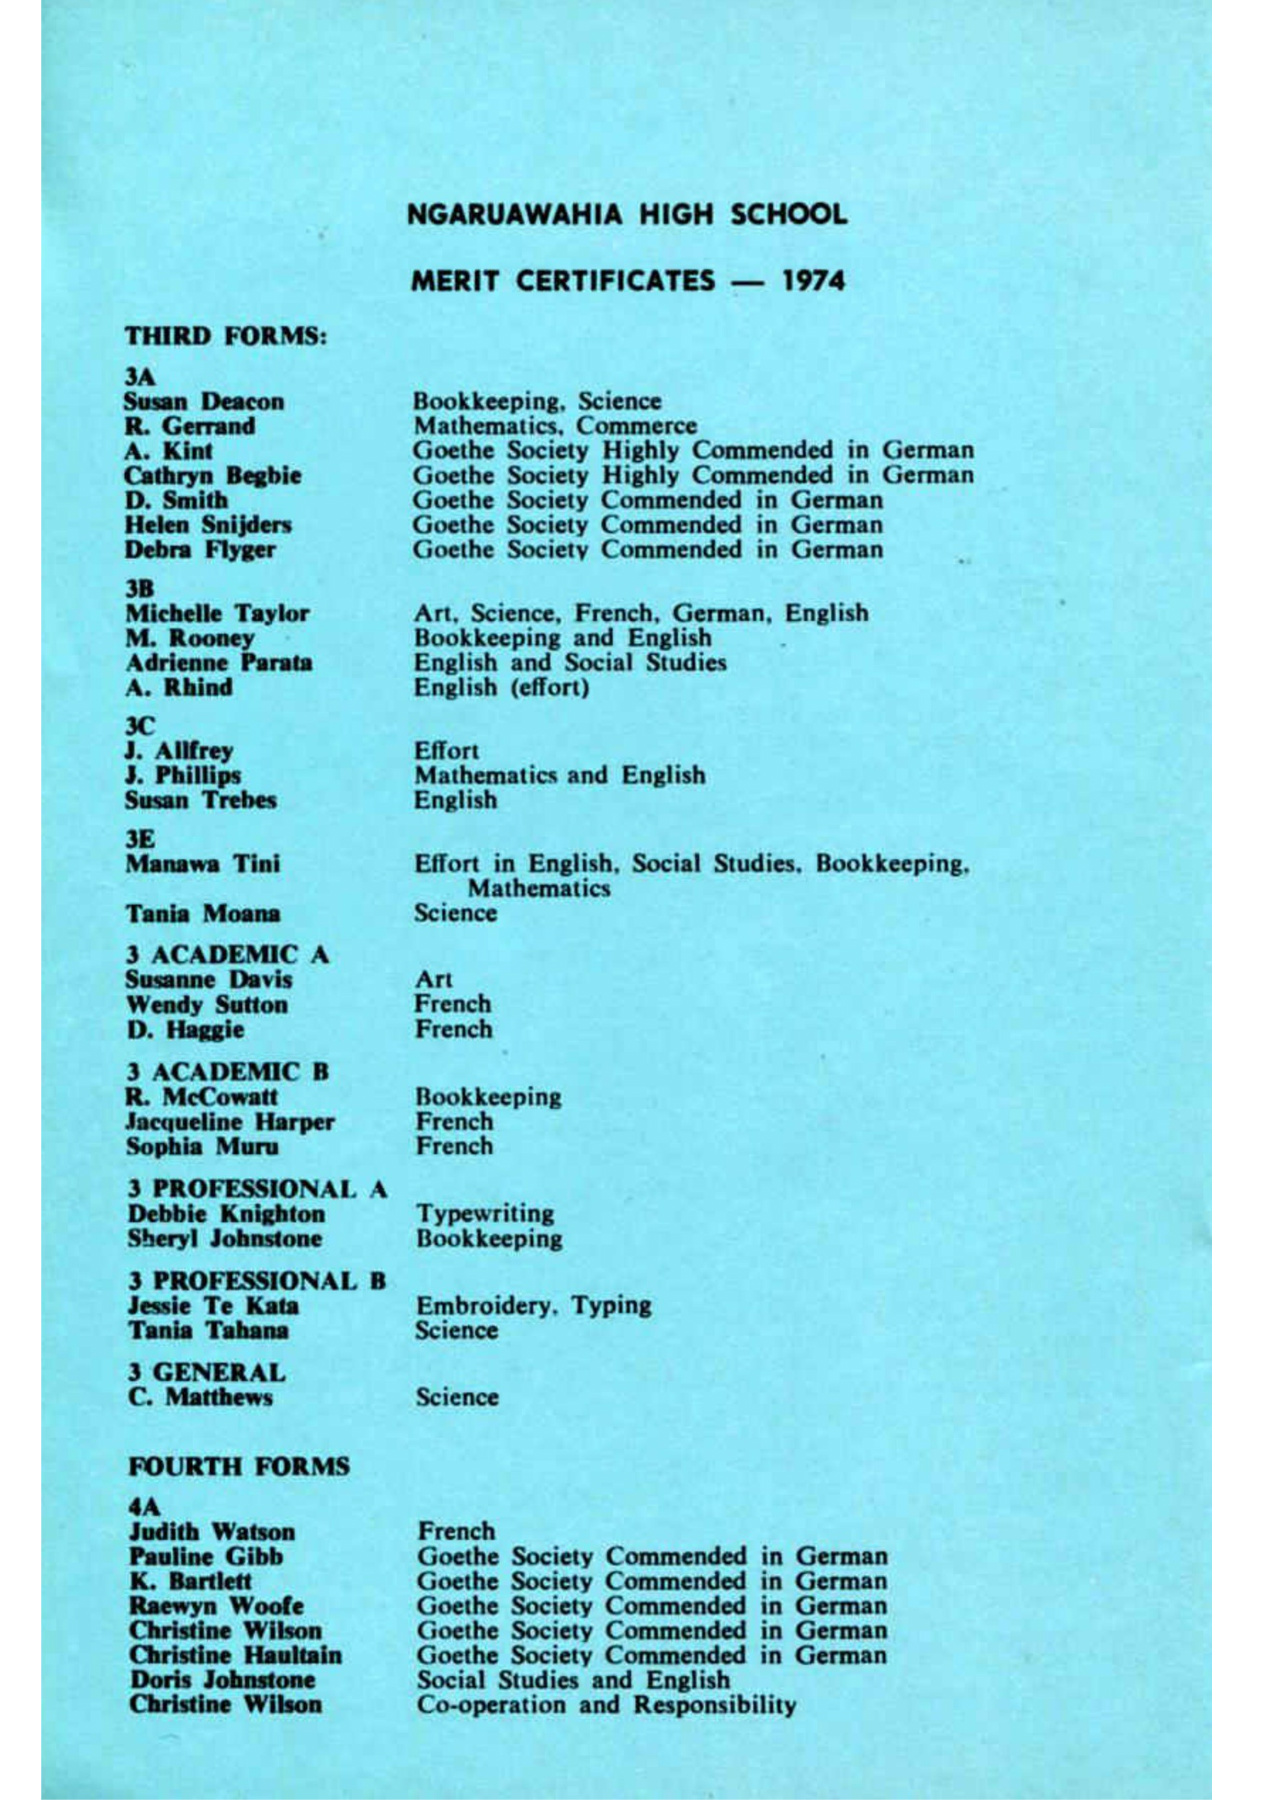 NGARUAWAHIA HIGH SCHOOL
MERIT CERTIFICATES — 1974
THIRD FORMS:
3A
Susan Deacon Bookkeeping, Science
R. Gerrand Mathematics, Commerce
A. Kint Goethe Society Highly Commended in German
Cathryn Begbie Goethe Society Highly Commended in German
D. Smith Goethe Society Commended in German
Helen Snijders Goethe Society Commended in German
Debra Flyger Goethe Society Commended in German
3B
Michelle Taylor Art, Science, French, German, English
M. Rooney Bookkeeping and English
Adrienne Parata English and Social Studies
A. Rhind English (effort)
3C
J. Allfrey Effort
J. Phillips Mathematics and English
Susan Trebes English
3E
Manawa Tini Effort in English, Social Studies, Bookkeeping,
Mathematics
Tania Moana Science
3 ACADEMIC A
Susanne Davis Art
Wendy Sutton French
D. Haggie French
3 ACADEMIC B
R. McCowatt Bookkeeping
Jacqueline Harper French
Sophia Muru French
3 PROFESSIONAL A
Debbie Knighton Typewriting
Sheryl Johnstone Bookkeeping
3 PROFESSIONAL B
Jessie Te Kata Embroidery, Typing
Tania Tahana Science
3 GENERAL
C. Matthews Science
FOURTH FORMS
4A
Judith Watson French
Pauline Gibb Goethe Society Commended in German
K. Bartlett Goethe Society Commended in German
Raewyn Woofe Goethe Society Commended in German
Christine Wilson Goethe Society Commended in German
Christine Haultain Goethe Society Commended in German
Doris Johnstone Social Studies and English
Christine Wilson Co-operation and Responsibility